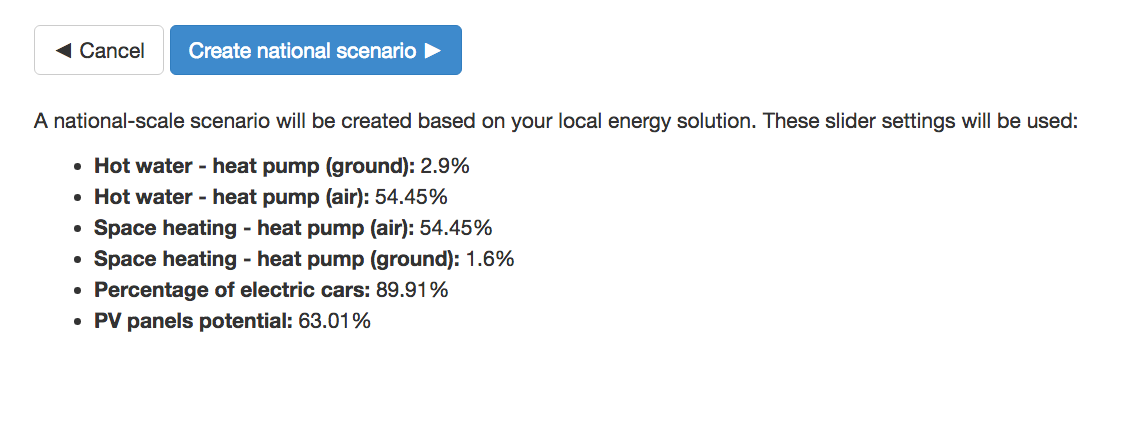 ◀ Cancel Create national scenario ▶
A national-scale scenario will be created based on your local energy solution. These slider settings will be used:
• Hot water - heat pump (ground): 2.9%
• Hot water - heat pump (air): 54.45%
• Space heating - heat pump (air): 54.45%
• Space heating - heat pump (ground): 1.6%
• Percentage of electric cars: 89.91%
• PV panels potential: 63.01%